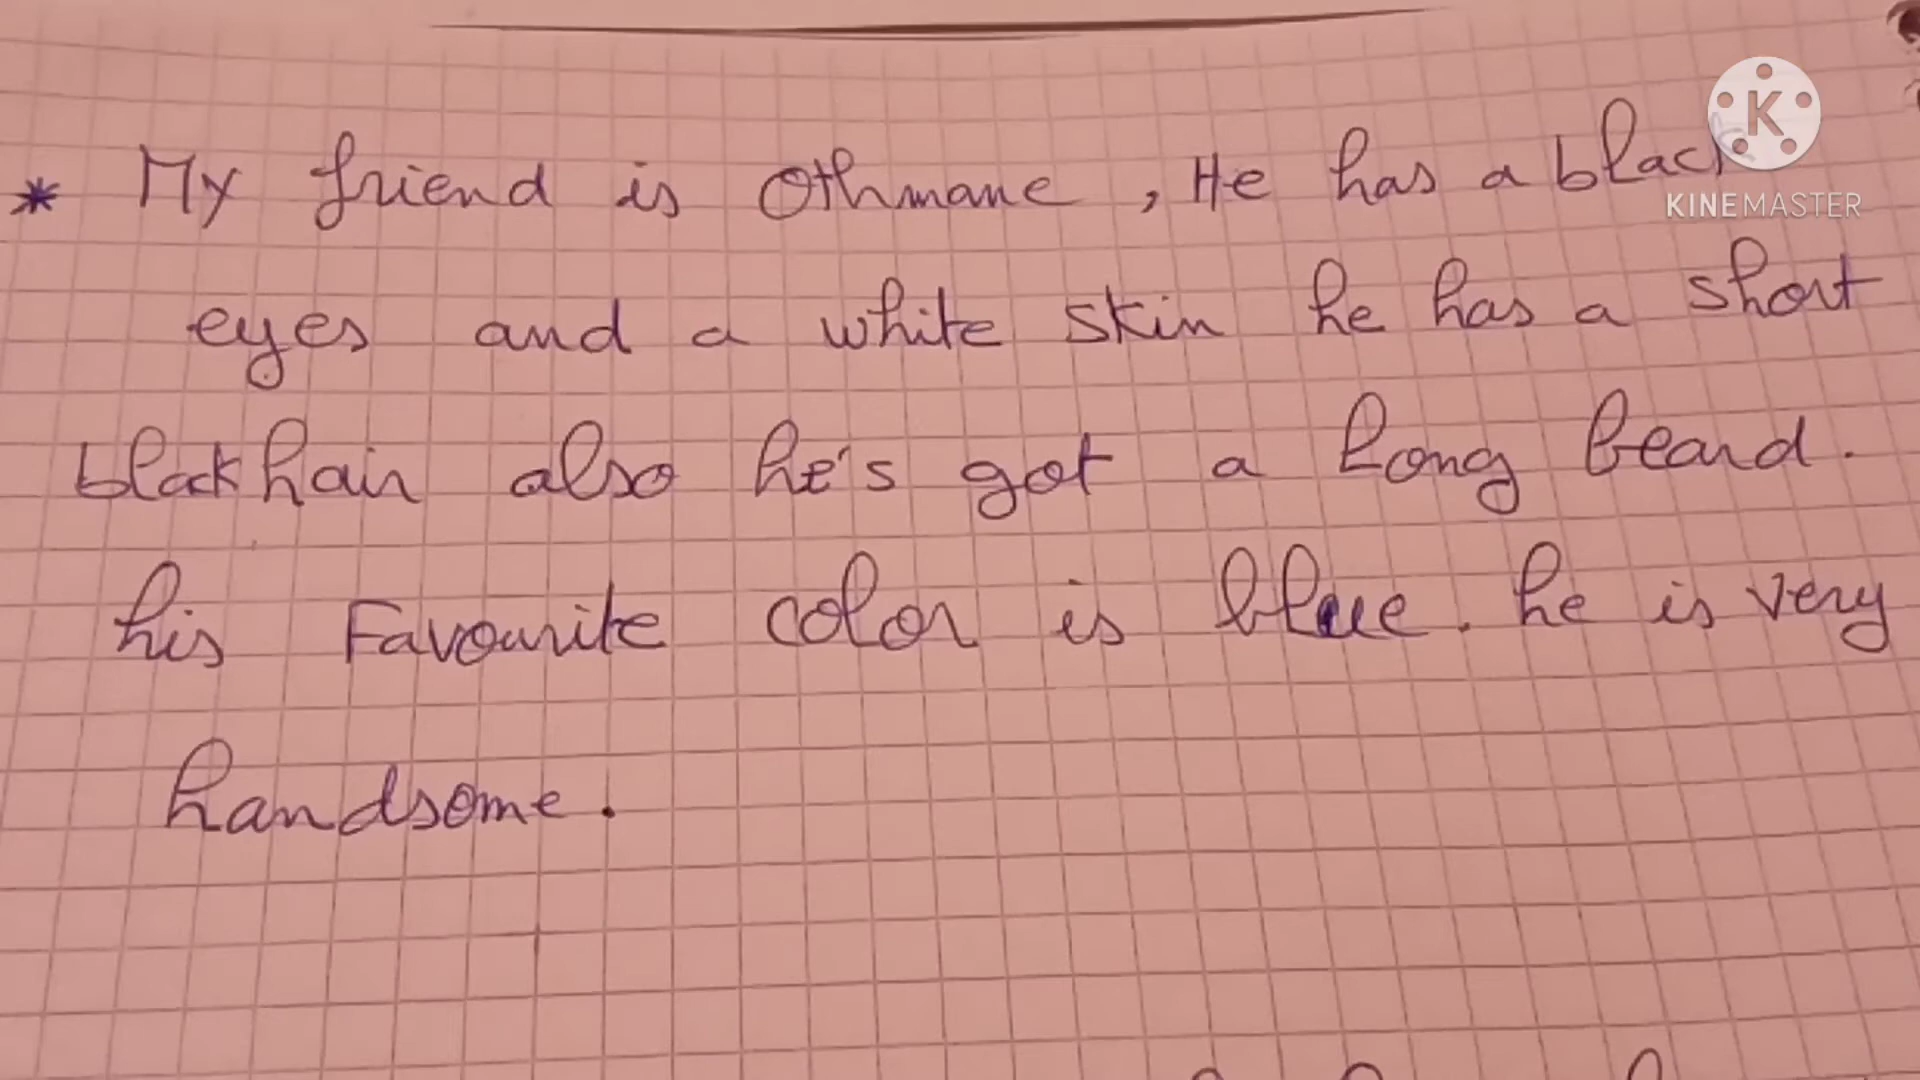 * My friend is Othmane, He has a black
KINEMASTER
eyes and a white skin he has a short
black hair also he's got a long beard.
his Favourite color is blue. he is very
handsome.